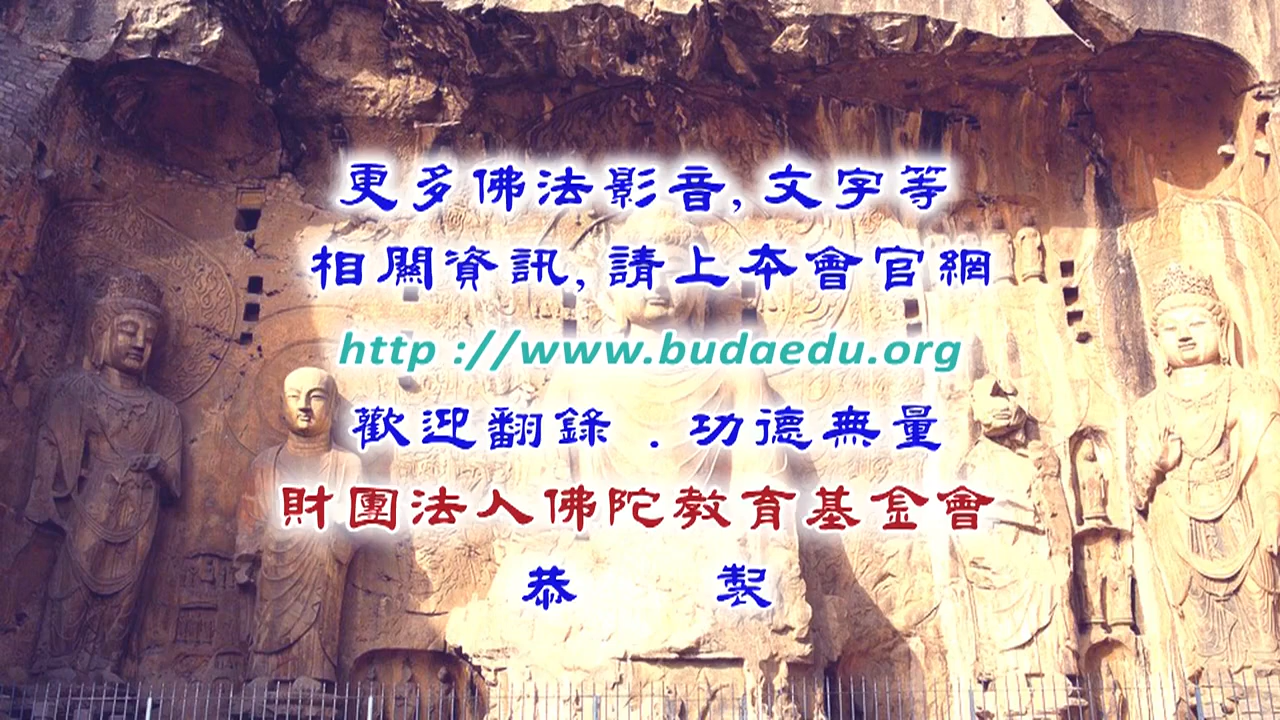 更多佛法影音,文字等
相關資訊,請上本會官網
http ://www.budaedu.org
歡迎翻錄 . 功德無量
財團法人佛陀教育基金會
恭 製